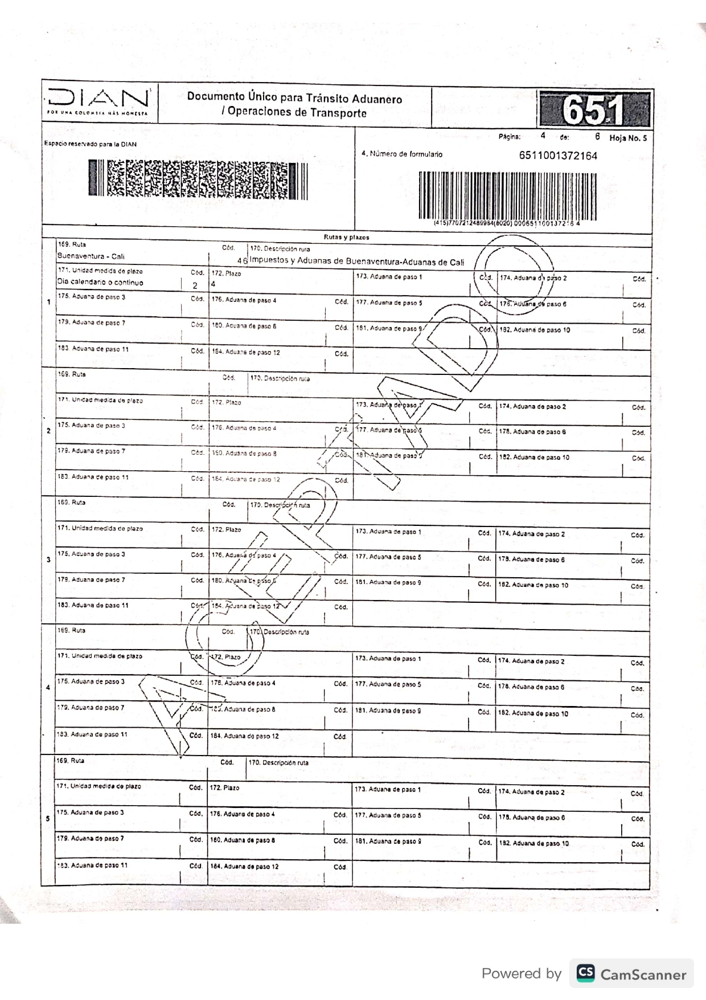 DIAN
POR UNA COLOMBIA MÁS HONESTA
Documento Único para Tránsito Aduanero
/ Operaciones de Transporte
651
Página: 4 de: 6 Hoja No. 5
Espacio reservado para la DIAN
4. Número de formulario 6511001372164
(415)7707212489984(8020) 000651100137216 4
Rutas y plazos
1
169. Ruta Cód. 170. Descripción ruta
Buenaventura - Cali 46 Impuestos y Aduanas de Buenaventura-Aduanas de Cali
171. Unidad medida de plazo Cód. 172. Plazo 173. Aduana de paso 1 Cód. 174. Aduana de paso 2 Cód.
Dia calendario o continuo 2 4
175. Aduana de paso 3 Cód. 176. Aduana de paso 4 Cód. 177. Aduana de paso 5 Cód. 178. Aduana de paso 6 Cód.
179. Aduana de paso 7 Cód. 180. Aduana de paso 8 Cód. 181. Aduana de paso 9 Cód. 182. Aduana de paso 10 Cód.
183. Aduana de paso 11 Cód. 184. Aduana de paso 12 Cód.
2
169. Ruta Cód. 170. Descripción ruta
171. Unidad medida de plazo Cód. 172. Plazo 173. Aduana de paso 1 Cód. 174. Aduana de paso 2 Cód.
175. Aduana de paso 3 Cód. 176. Aduana de paso 4 Cód. 177. Aduana de paso 5 Cód. 178. Aduana de paso 6 Cód.
179. Aduana de paso 7 Cód. 180. Aduana de paso 8 Cód. 181. Aduana de paso 9 Cód. 182. Aduana de paso 10 Cód.
183. Aduana de paso 11 Cód. 184. Aduana de paso 12 Cód.
3
169. Ruta Cód. 170. Descripción ruta
171. Unidad medida de plazo Cód. 172. Plazo 173. Aduana de paso 1 Cód. 174. Aduana de paso 2 Cód.
175. Aduana de paso 3 Cód. 176. Aduana de paso 4 Cód. 177. Aduana de paso 5 Cód. 178. Aduana de paso 6 Cód.
179. Aduana de paso 7 Cód. 180. Aduana de paso 8 Cód. 181. Aduana de paso 9 Cód. 182. Aduana de paso 10 Cód.
183. Aduana de paso 11 Cód. 184. Aduana de paso 12 Cód.
4
169. Ruta Cód. 170. Descripción ruta
171. Unidad medida de plazo Cód. 172. Plazo 173. Aduana de paso 1 Cód. 174. Aduana de paso 2 Cód.
175. Aduana de paso 3 Cód. 176. Aduana de paso 4 Cód. 177. Aduana de paso 5 Cód. 178. Aduana de paso 6 Cód.
179. Aduana de paso 7 Cód. 180. Aduana de paso 8 Cód. 181. Aduana de paso 9 Cód. 182. Aduana de paso 10 Cód.
183. Aduana de paso 11 Cód. 184. Aduana de paso 12 Cód.
5
169. Ruta Cód. 170. Descripción ruta
171. Unidad medida de plazo Cód. 172. Plazo 173. Aduana de paso 1 Cód. 174. Aduana de paso 2 Cód.
175. Aduana de paso 3 Cód. 176. Aduana de paso 4 Cód. 177. Aduana de paso 5 Cód. 178. Aduana de paso 6 Cód.
179. Aduana de paso 7 Cód. 180. Aduana de paso 8 Cód. 181. Aduana de paso 9 Cód. 182. Aduana de paso 10 Cód.
183. Aduana de paso 11 Cód. 184. Aduana de paso 12 Cód.
ACEPTADO
Powered by CS CamScanner